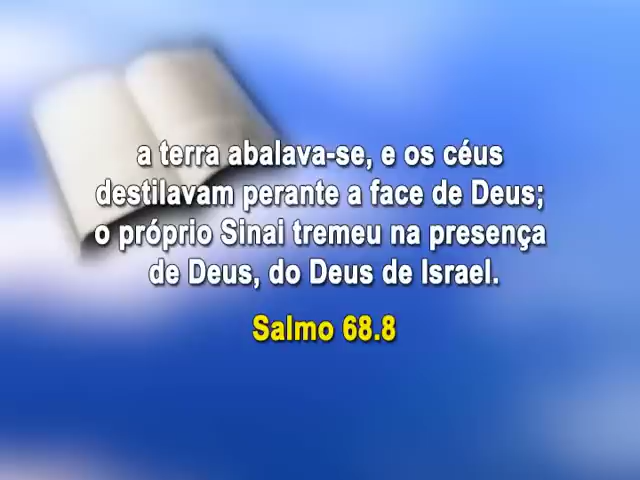 a terra abalava-se, e os céus
destilavam perante a face de Deus;
o próprio Sinai tremeu na presença
de Deus, do Deus de Israel.
Salmo 68.8